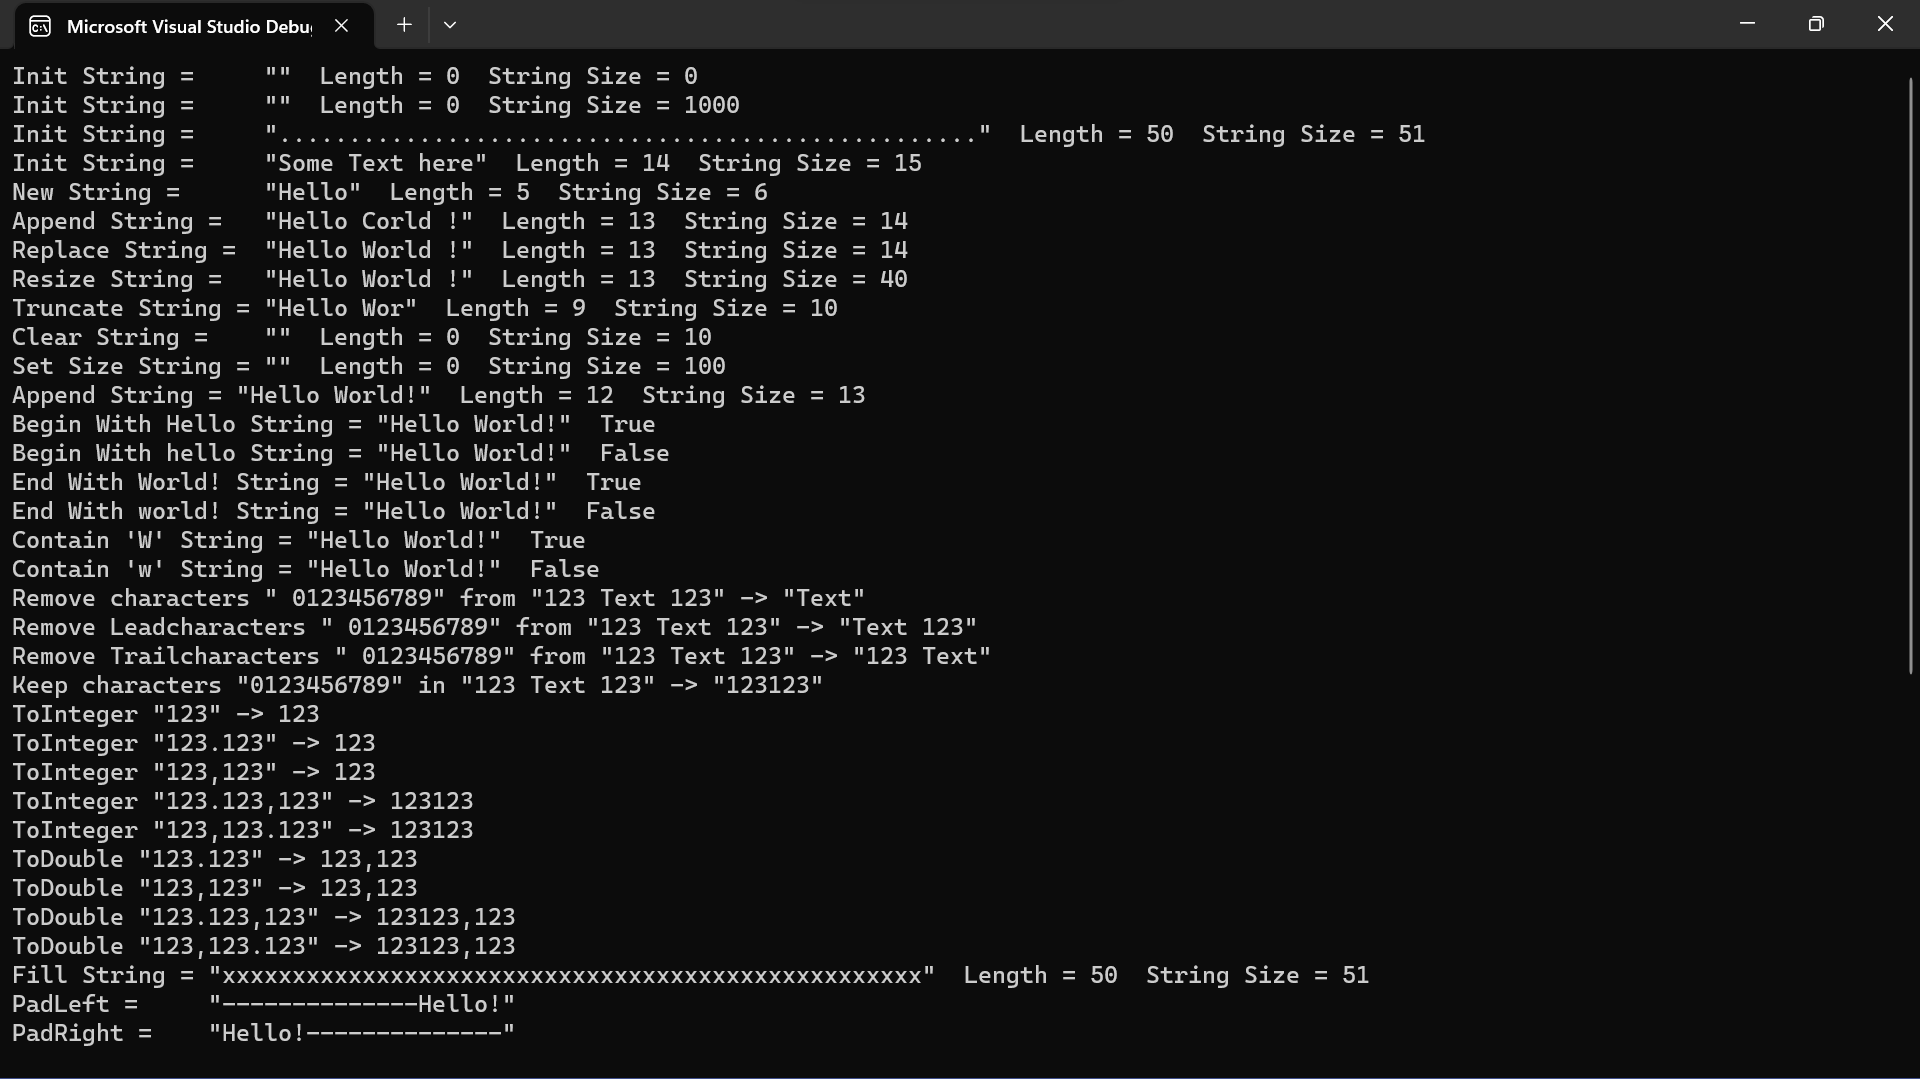 Microsoft Visual Studio Debu
Init String =     ""  Length = 0  String Size = 0
Init String =     ""  Length = 0  String Size = 1000
Init String =     ".................................................."  Length = 50  String Size = 51
Init String =     "Some Text here"  Length = 14  String Size = 15
New String =      "Hello"  Length = 5  String Size = 6
Append String =   "Hello Corld !"  Length = 13  String Size = 14
Replace String =  "Hello World !"  Length = 13  String Size = 14
Resize String =   "Hello World !"  Length = 13  String Size = 40
Truncate String = "Hello Wor"  Length = 9  String Size = 10
Clear String =    ""  Length = 0  String Size = 10
Set Size String = ""  Length = 0  String Size = 100
Append String = "Hello World!"  Length = 12  String Size = 13
Begin With Hello String = "Hello World!"  True
Begin With hello String = "Hello World!"  False
End With World! String = "Hello World!"  True
End With world! String = "Hello World!"  False
Contain 'W' String = "Hello World!"  True
Contain 'w' String = "Hello World!"  False
Remove characters " 0123456789" from "123 Text 123" -> "Text"
Remove Leadcharacters " 0123456789" from "123 Text 123" -> "Text 123"
Remove Trailcharacters " 0123456789" from "123 Text 123" -> "123 Text"
Keep characters "0123456789" in "123 Text 123" -> "123123"
ToInteger "123" -> 123
ToInteger "123.123" -> 123
ToInteger "123,123" -> 123
ToInteger "123.123,123" -> 123123
ToInteger "123,123.123" -> 123123
ToDouble "123.123" -> 123,123
ToDouble "123,123" -> 123,123
ToDouble "123.123,123" -> 123123,123
ToDouble "123,123.123" -> 123123,123
Fill String = "xxxxxxxxxxxxxxxxxxxxxxxxxxxxxxxxxxxxxxxxxxxxxxxxxx"  Length = 50  String Size = 51
PadLeft =     "--------------Hello!"
PadRight =    "Hello!--------------"